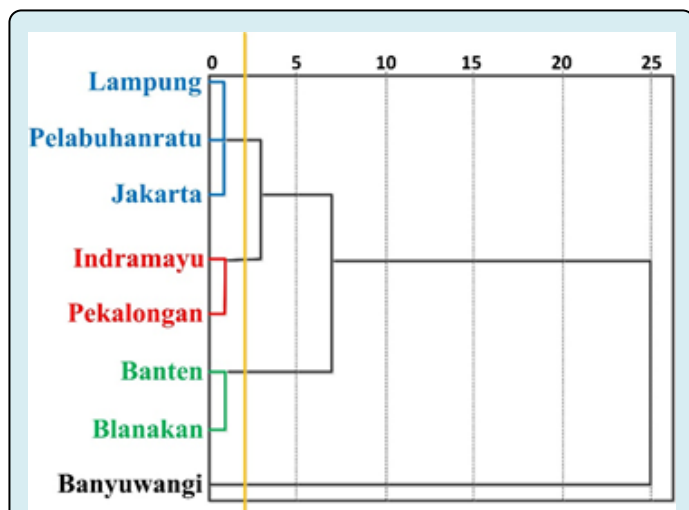 0 5 10 15 20 25
Lampung
Pelabuhanratu
Jakarta
Indramayu
Pekalongan
Banten
Blanakan
Banyuwangi